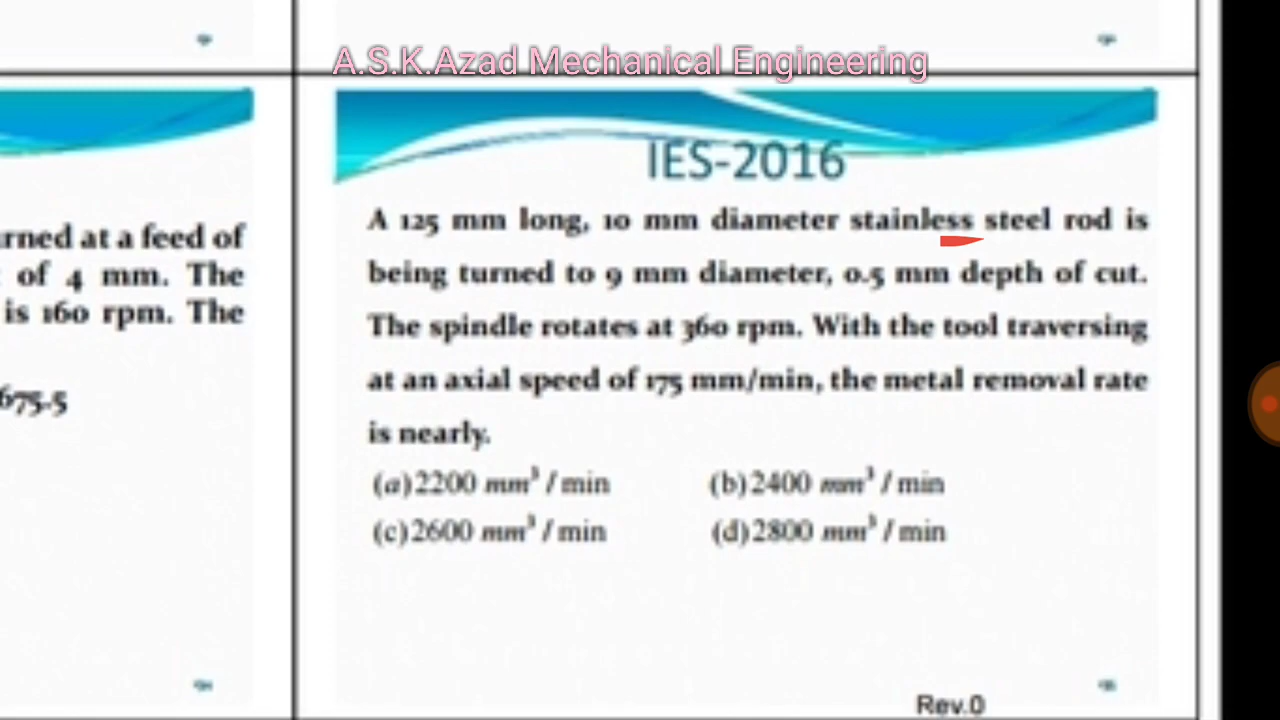 A.S.K.Azad Mechanical Engineering
IES-2016
A 125 mm long, 10 mm diameter stainless steel rod is
being turned to 9 mm diameter, 0.5 mm depth of cut.
The spindle rotates at 360 rpm. With the tool traversing
at an axial speed of 175 mm/min, the metal removal rate
is nearly.
(a)2200 mm³ / min (b)2400 mm³ / min
(c)2600 mm³ / min (d)2800 mm³ / min
Rev.0
urned at a feed of
of 4 mm. The
is 160 rpm. The
675.5